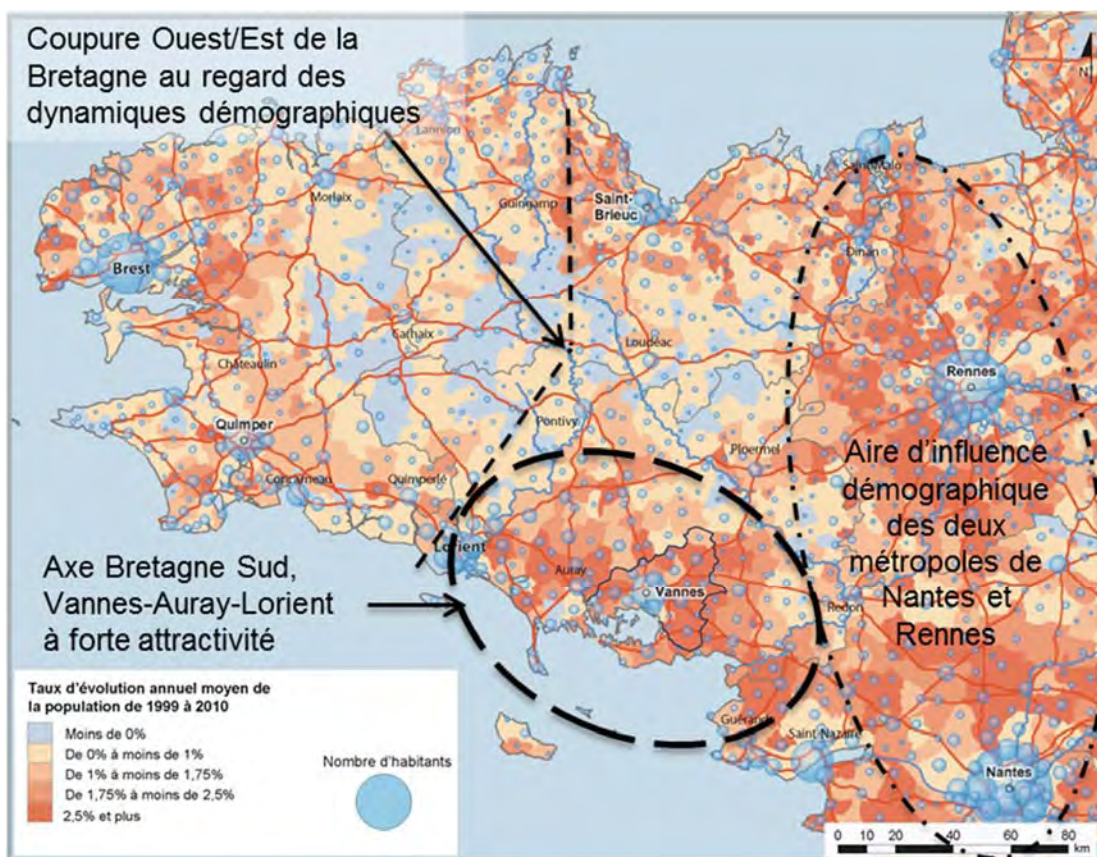 Coupure Ouest/Est de la
Bretagne au regard des
dynamiques démographiques
N
Lannion
Saint-Malo
Morlaix
Guingamp
Saint-
Brieuc
Dinan
Brest
Carhaix
Loudéac
Châteaulin
Rennes
Quimper
Pontivy
Ploermel
Concarneau
Quimperlé
Aire d'influence
démographique
des deux
métropoles de
Nantes et
Rennes
Lorient
Auray
Vannes
Redon
Axe Bretagne Sud,
Vannes-Auray-Lorient
à forte attractivité
Guérande
Saint-Nazaire
Nantes
Taux d'évolution annuel moyen de
la population de 1999 à 2010
Moins de 0%
De 0% à moins de 1%
De 1% à moins de 1,75%
De 1,75% à moins de 2,5%
2,5% et plus
Nombre d'habitants
0 10 20 40 60 80
km